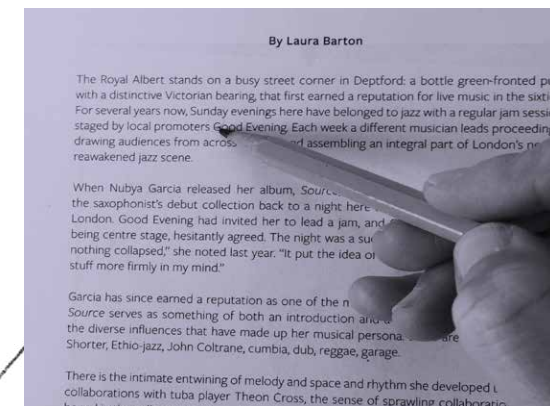 By Laura Barton
The Royal Albert stands on a busy street corner in Deptford: a bottle green-fronted
with a distinctive Victorian bearing, that first earned a reputation for live music in the
For several years now, Sunday evenings here have belonged to jazz with a regular jam
staged by local promoters Good Evening. Each week a different musician leads
drawing audiences from across assembling an integral part of London's
reawakened jazz scene.
When Nubya Garcia released her album,
the saxophonist's debut collection back to a night here
London. Good Evening had invited her to lead a jam, and
being centre stage, hesitantly agreed. The night was a
nothing collapsed," she noted last year. "It put the idea
stuff more firmly in my mind."
Garcia has since earned a reputation as one of the
Source serves as something of both an introduction
the diverse influences that have made up her musical persona. are
Shorter, Ethio-jazz, John Coltrane, cumbia, dub, reggae, garage.
There is the intimate entwining of melody and space and rhythm she developed
collaborations with tuba player Theon Cross, the sense of sprawling